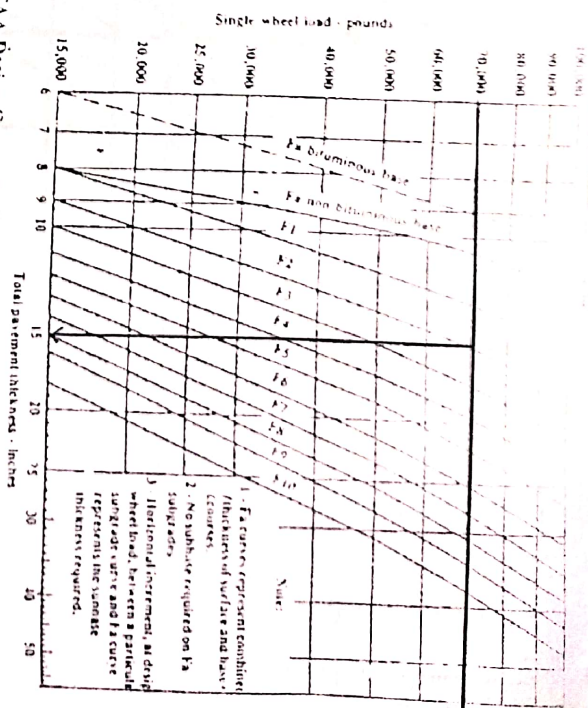 Single wheel load - pounds
15,000
20,000
25,000
30,000
40,000
50,000
60,000
70,000
80,000
90,000
100,000
6
7
8
9
10
15
20
25
30
40
50
Total pavement thickness - Inches
Fa bituminous base
Fa non bituminous base
F1
F2
F3
F4
F5
F6
F7
F8
F9
F10
Note:
1 - Fa curves represent combined
thickness of surface and base
courses.
2 - No subbase required on Fa
subgrades
3 - Horizontal increment, at design
wheel load, between a particular
subgrade curve and Fa curve
represents the
thickness required.